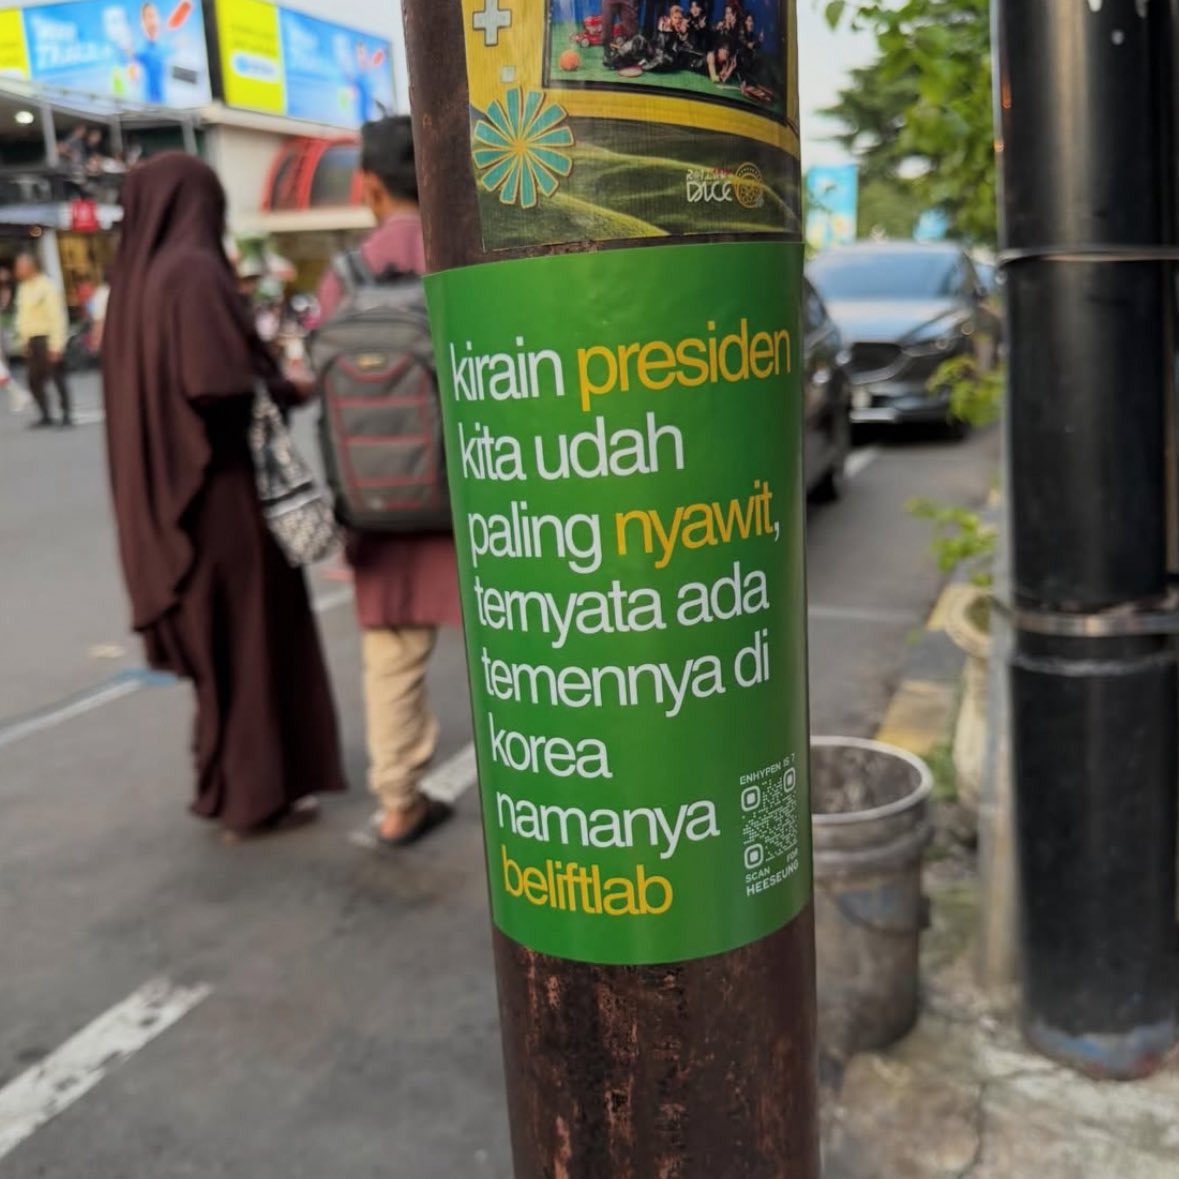 DICE
kirain presiden
kita udah
paling nyawit,
ternyata ada
temennya di
korea
namanya
beliftlab
ENHYPEN IS 7
SCAN FOR
HEESEUNG